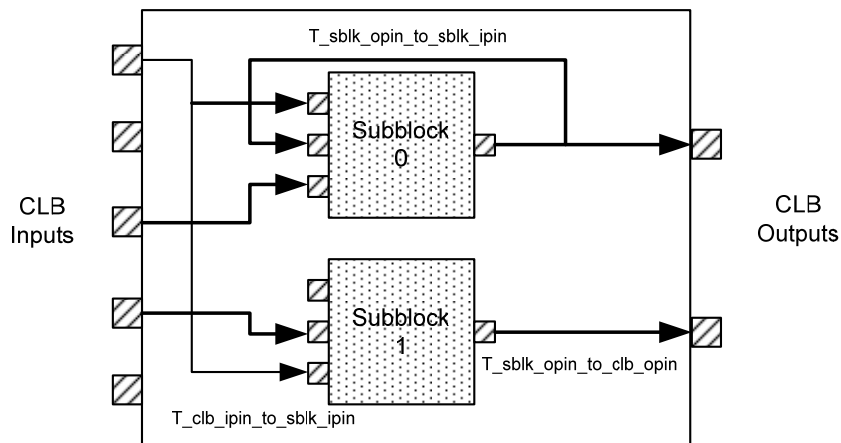 T_sblk_opin_to_sblk_ipin
Subblock
0
CLB
Inputs
CLB
Outputs
Subblock
1
T_sblk_opin_to_clb_opin
T_clb_ipin_to_sblk_ipin